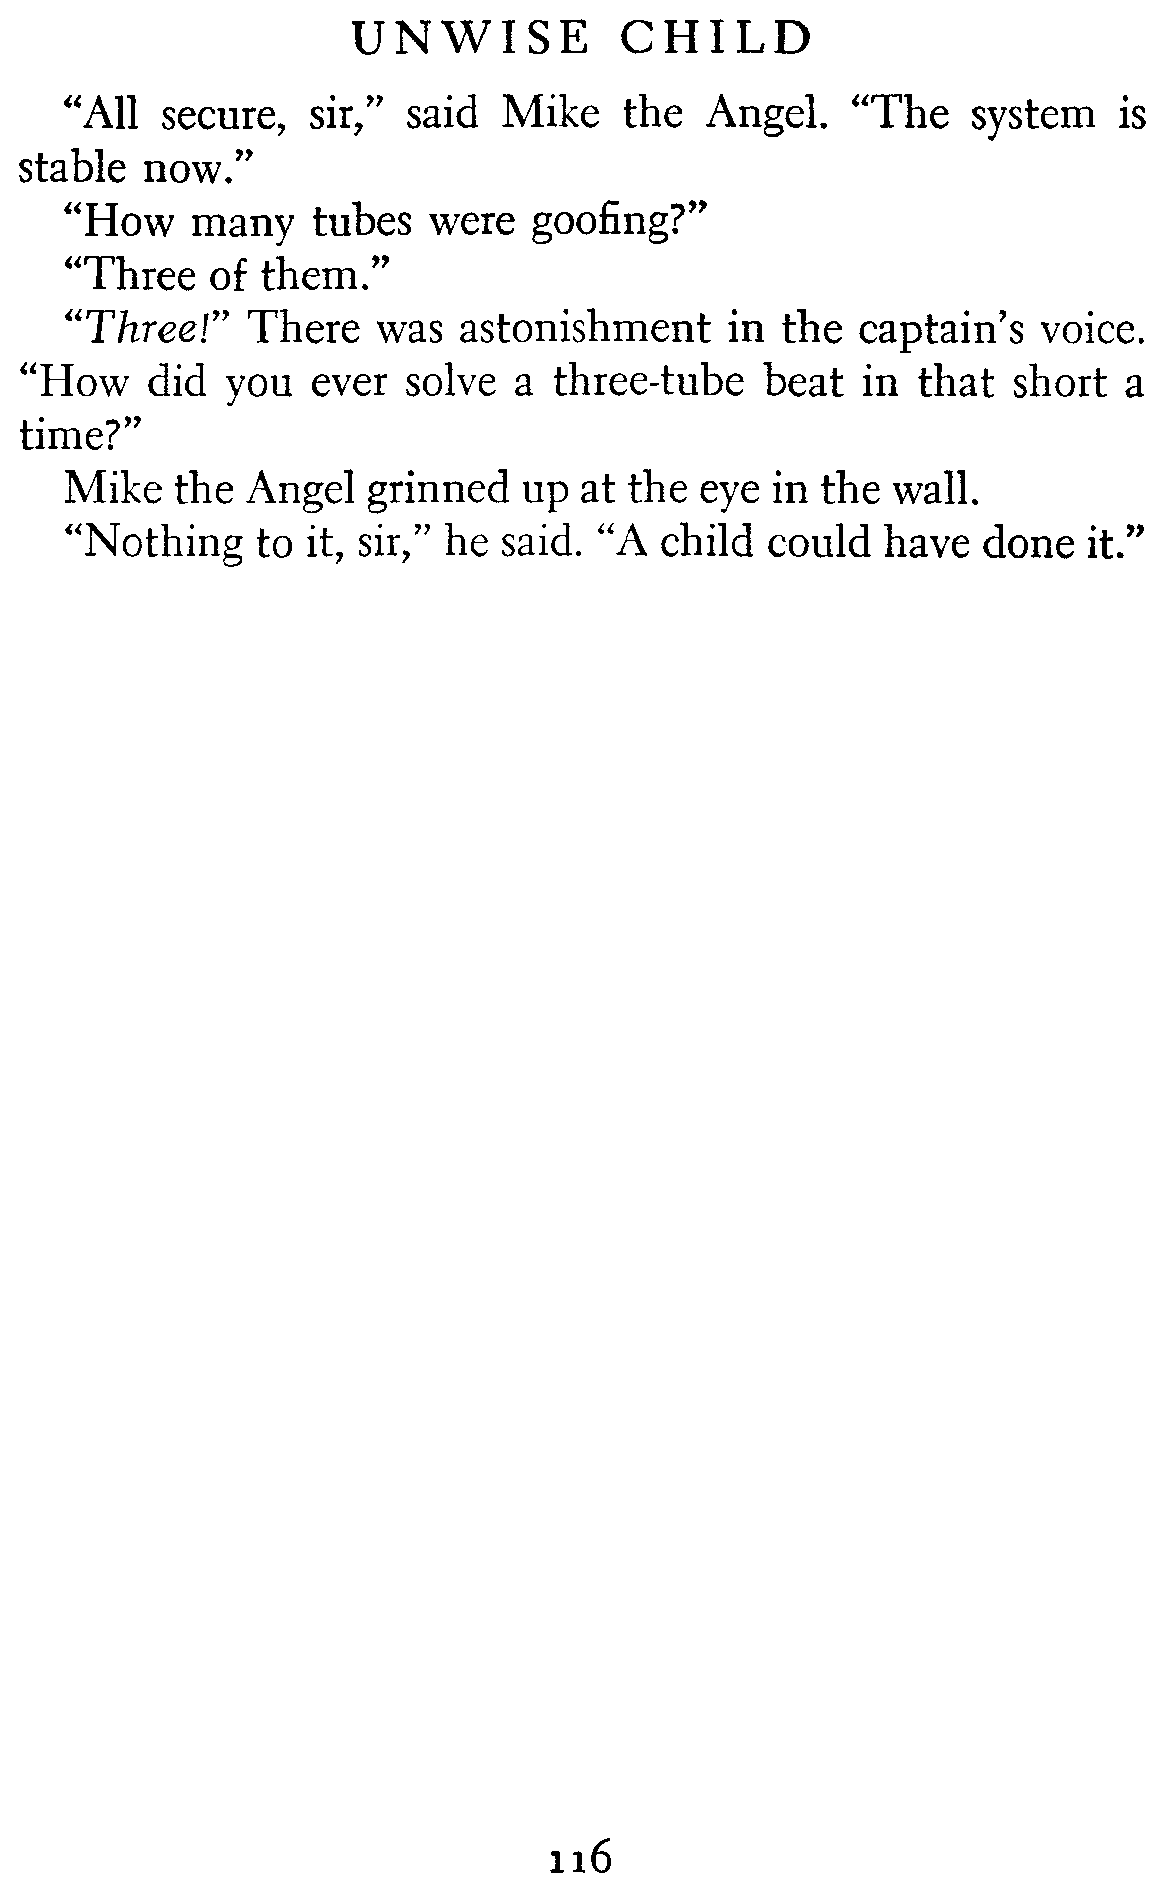 UNWISE CHILD
“All secure, sir,” said Mike the Angel. “The system is
stable now.”
“How many tubes were goofing?”
“Three of them.”
“Three!” There was astonishment in the captain’s voice.
“How did you ever solve a three-tube beat in that short a
time?”
Mike the Angel grinned up at the eye in the wall.
“Nothing to it, sir,” he said. “A child could have done it.”
116